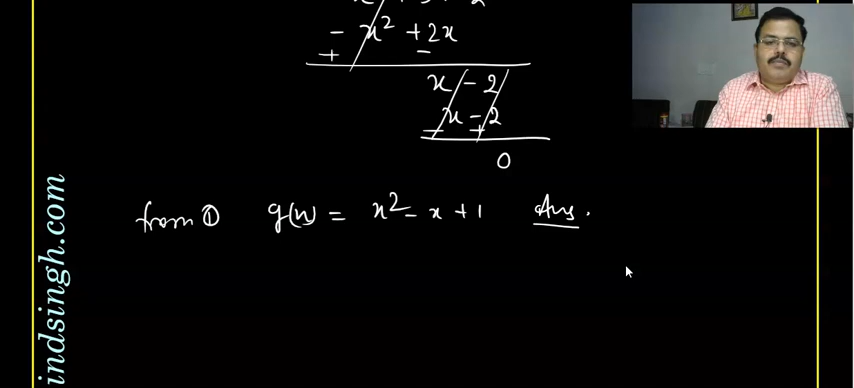 - x² + 2x
+ -
x - 2
x - 2
- +
0
from ① g(x) = x² - x + 1 Ans.
indsingh.com